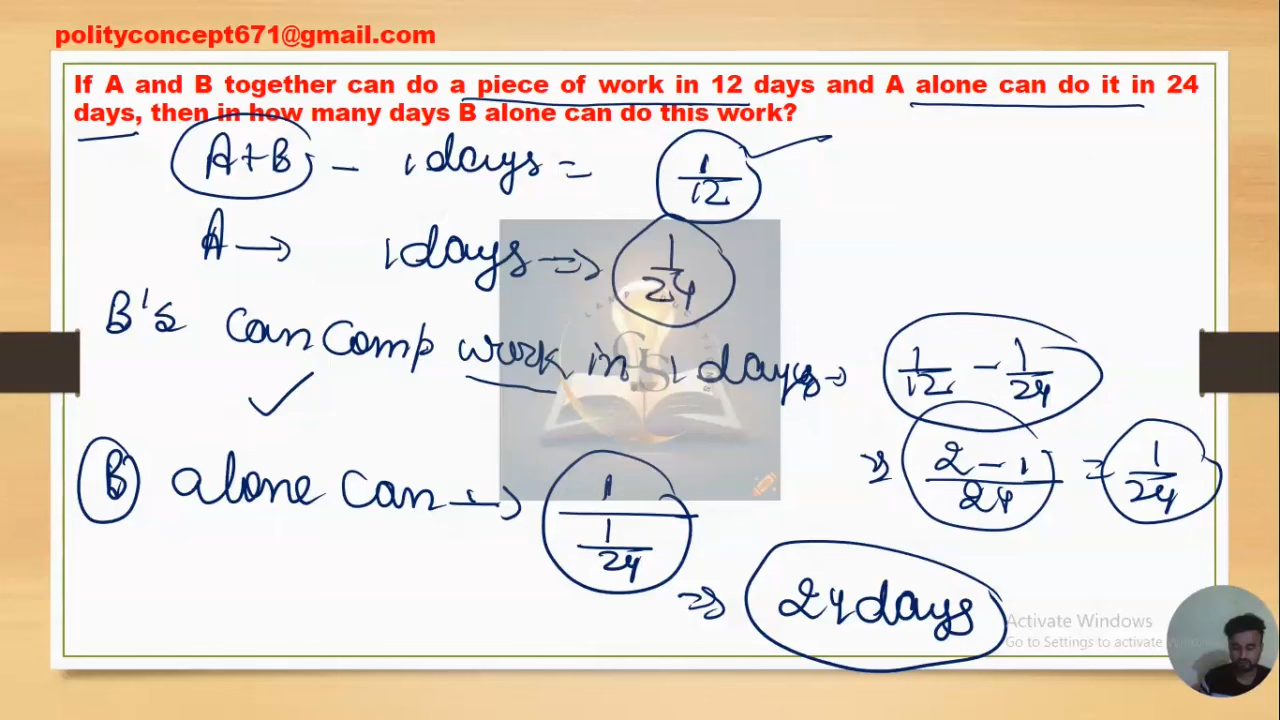 polityconcept671@gmail.com
If A and B together can do a piece of work in 12 days and A alone can do it in 24
days, then in how many days B alone can do this work?
A+B - 1 days = 1/12
A → 1 days → 1/24
B's can comp work in 1 days → 1/12 - 1/24
⇒ 2-1/24 = 1/24
B alone can → 1/1/24
⇒ 24 days
Activate Windows
Go to Settings to activate Windows